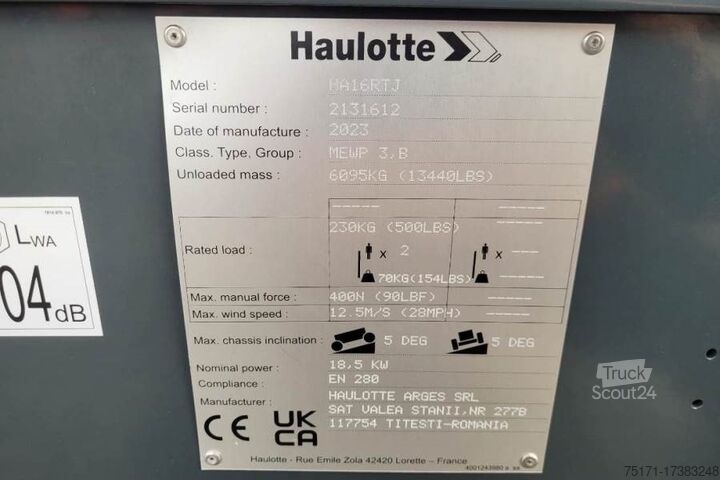 Haulotte
Model : HA16RTJ
Serial number : 2131612
Date of manufacture : 2023
Class. Type. Group : MEWP 3,B
Unloaded mass : 6095KG (13440LBS)
----- -----
230KG (500LBS) -----
Rated load : x 2 x ---
70KG(154LBS) -----
Max. manual force : 400N (90LBF) -----
Max. wind speed : 12.5M/S (28MPH) -----
Max. chassis inclination : 5 DEG 5 DEG
Nominal power : 18,5 KW
Compliance : EN 280
Manufacturer : HAULOTTE ARGES SRL
SAT VALEA STANII,NR 277B
117754 TITESTI-ROMANIA
CE UK CA
Haulotte - Rue Emile Zola 42420 Lorette – France
LWA
04 dB
Truck
Scout24
75171-17383248